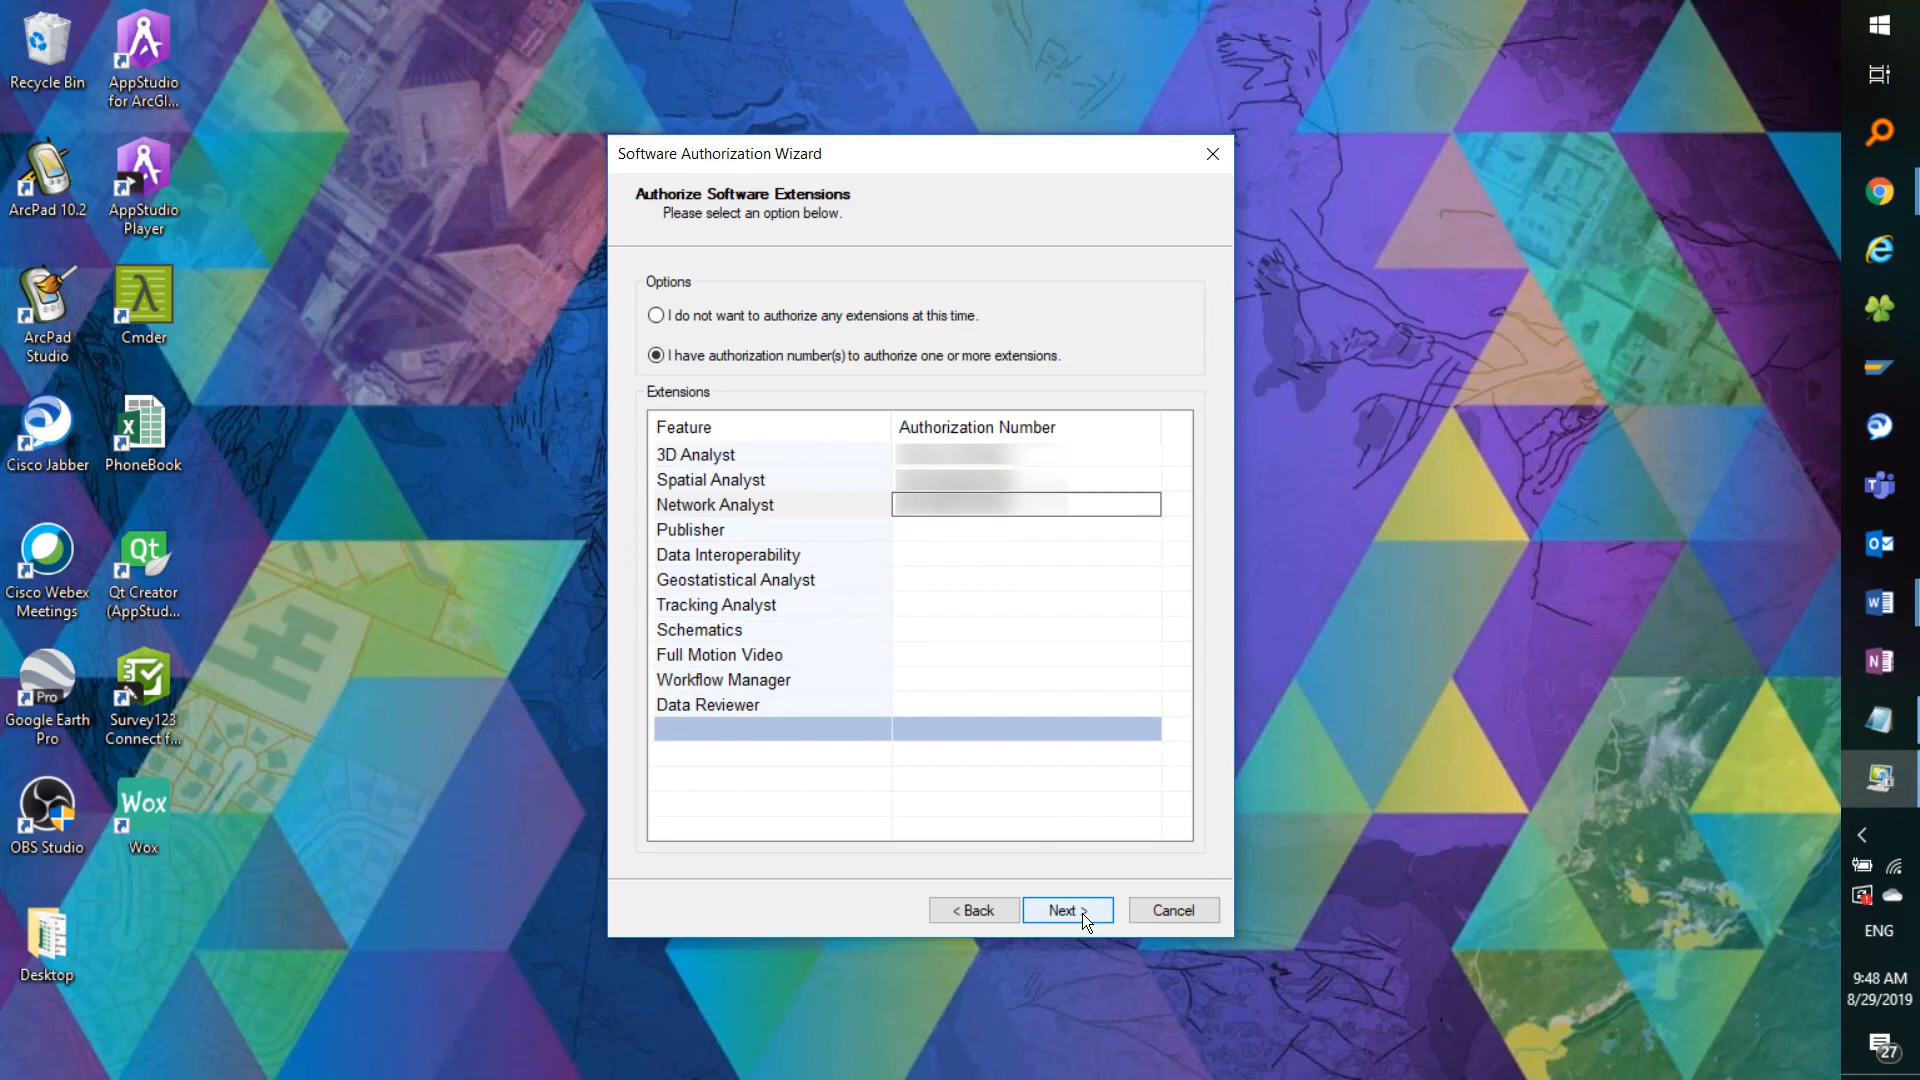 Recycle Bin
AppStudio
for ArcGI...
ArcPad 10.2
AppStudio
Player
ArcPad
Studio
Cmder
Cisco Jabber
PhoneBook
Cisco Webex
Meetings
Qt
Qt Creator
(AppStud...
Pro
Google Earth
Pro
Survey123
Connect f...
OBS Studio
Wox
Wox
Desktop
Software Authorization Wizard
Authorize Software Extensions
Please select an option below.
Options
I do not want to authorize any extensions at this time.
I have authorization number(s) to authorize one or more extensions.
Extensions
Feature Authorization Number
3D Analyst
Spatial Analyst
Network Analyst
Publisher
Data Interoperability
Geostatistical Analyst
Tracking Analyst
Schematics
Full Motion Video
Workflow Manager
Data Reviewer
< Back Next > Cancel
ENG
9:48 AM
8/29/2019
27